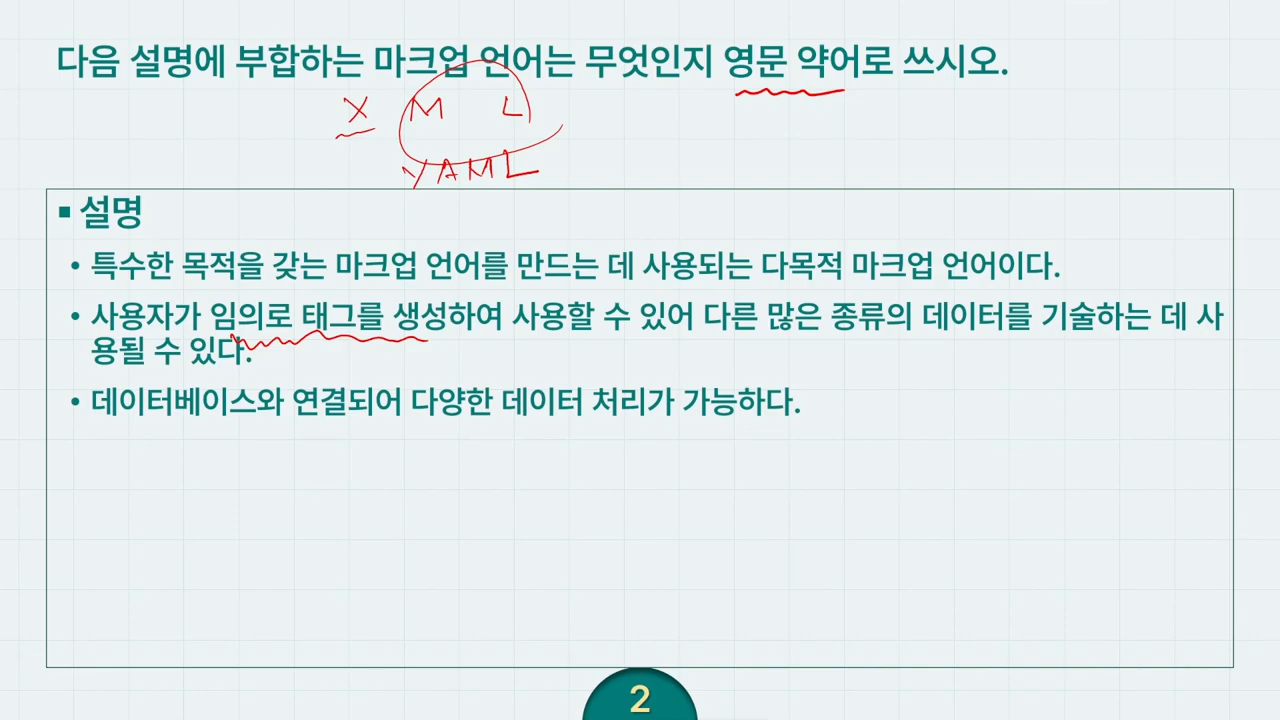 다음 설명에 부합하는 마크업 언어는 무엇인지 영문 약어로 쓰시오.
X M L
YAML
▪ 설명
• 특수한 목적을 갖는 마크업 언어를 만드는 데 사용되는 다목적 마크업 언어이다.
• 사용자가 임의로 태그를 생성하여 사용할 수 있어 다른 많은 종류의 데이터를 기술하는 데 사
용될 수 있다.
• 데이터베이스와 연결되어 다양한 데이터 처리가 가능하다.
2